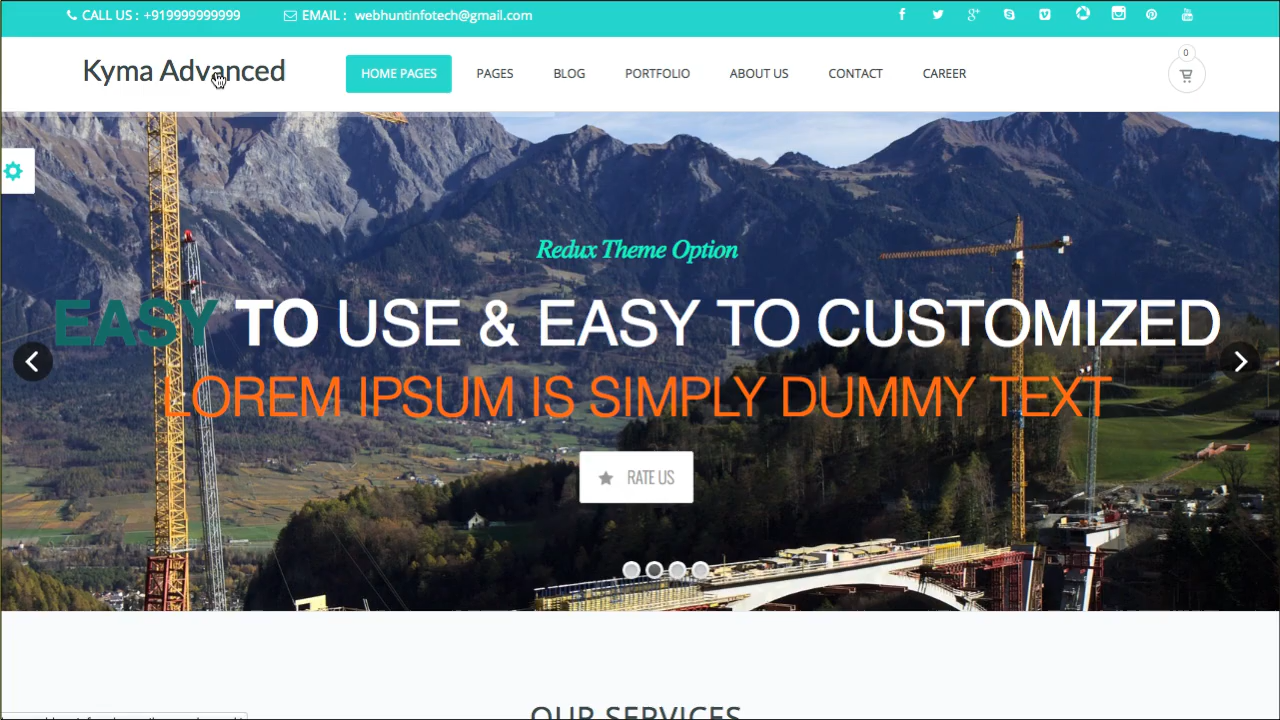 CALL US : +919999999999 EMAIL : webhuntinfotech@gmail.com
Kyma Advanced HOME PAGES PAGES BLOG PORTFOLIO ABOUT US CONTACT CAREER 0
Redux Theme Option
EASY TO USE & EASY TO CUSTOMIZED
LOREM IPSUM IS SIMPLY DUMMY TEXT
RATE US
OUR SERVICES